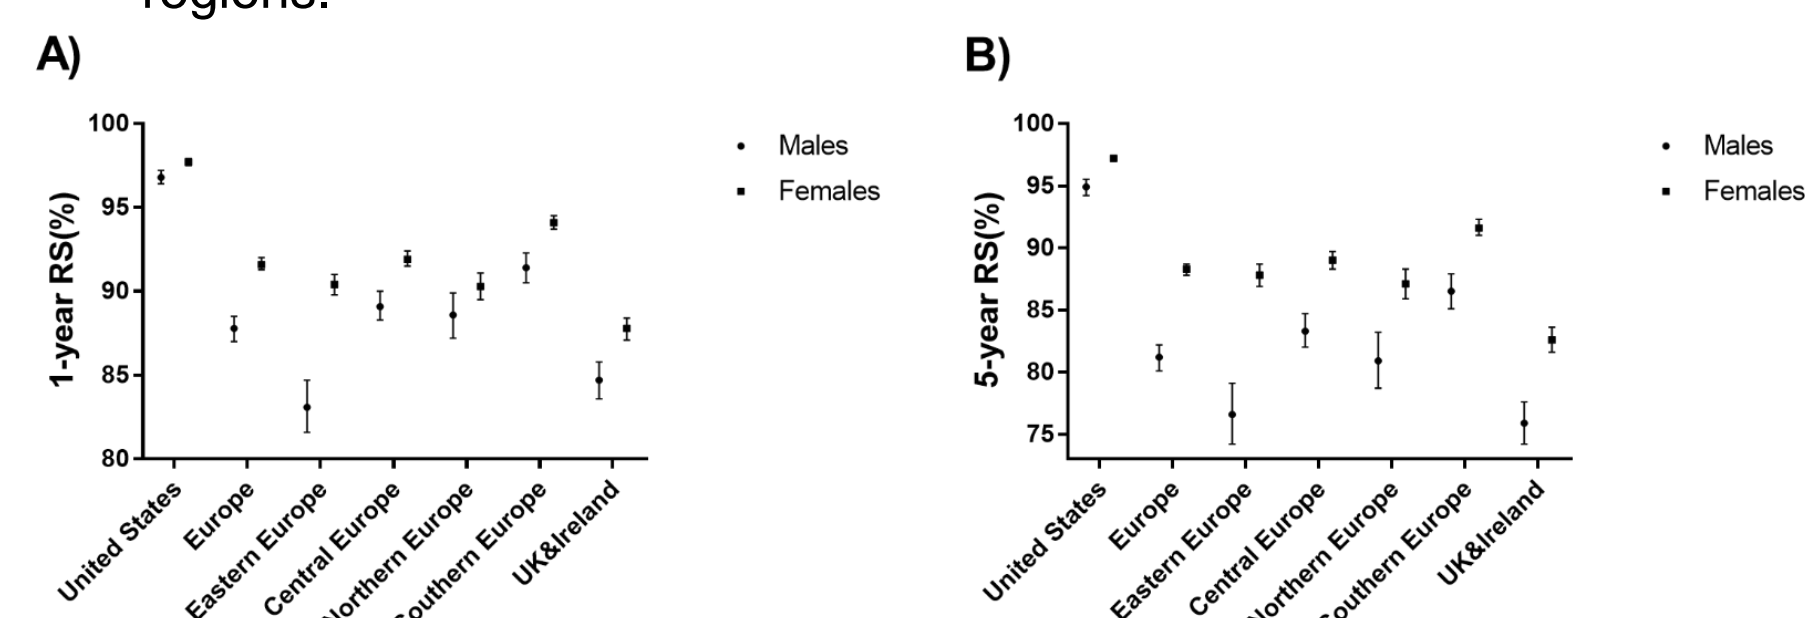 regions.
A)
B)
100
95
90
85
80
1-year RS(%)
Males
Females
United States
Europe
Eastern Europe
Central Europe
Northern Europe
Southern Europe
UK&Ireland
100
95
90
85
80
75
5-year RS(%)
Males
Females
United States
Europe
Eastern Europe
Central Europe
Northern Europe
Southern Europe
UK&Ireland